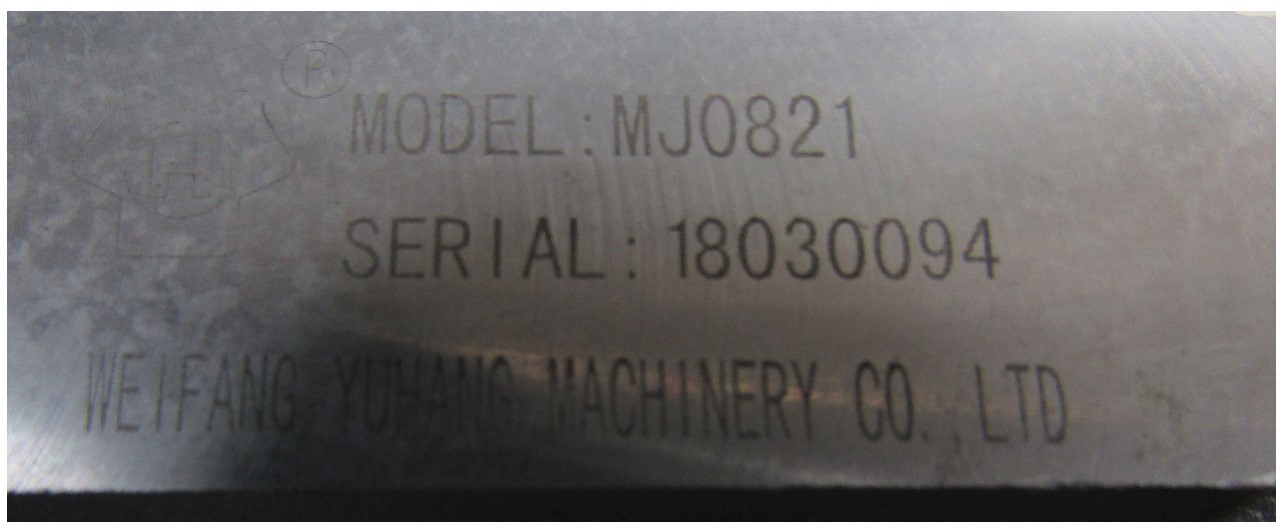 MODEL:MJ0821
SERIAL:18030094
WEIFANG YUHANG MACHINERY CO.,LTD